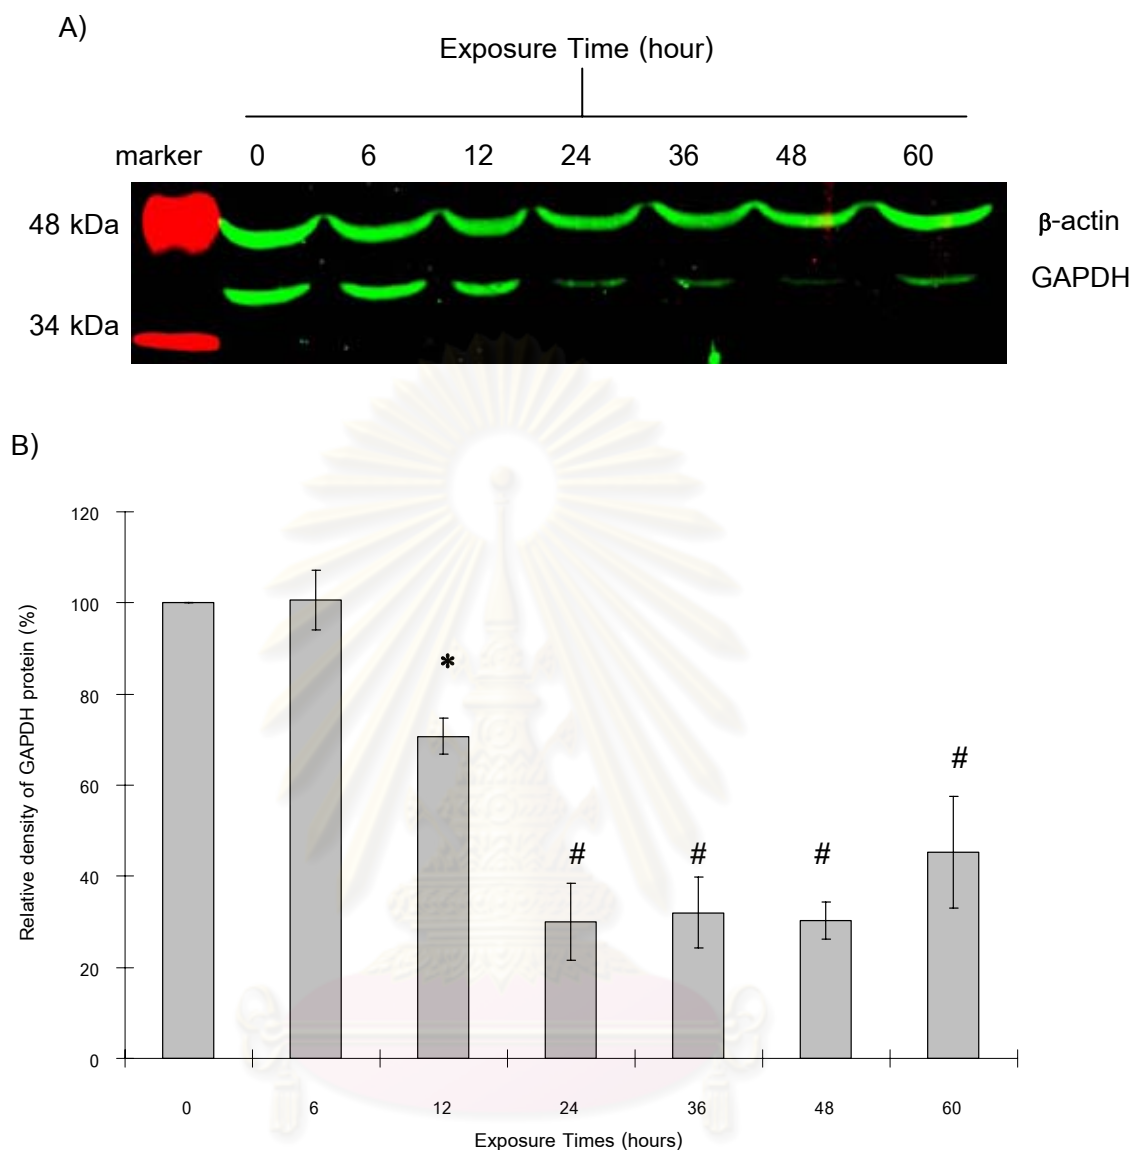 A)
Exposure Time (hour)
marker 0 6 12 24 36 48 60
48 kDa
β-actin
GAPDH
34 kDa
B)
Relative density of GAPDH protein (%)
120
100
80
60
40
20
0
*
#
#
#
#
0 6 12 24 36 48 60
Exposure Times (hours)